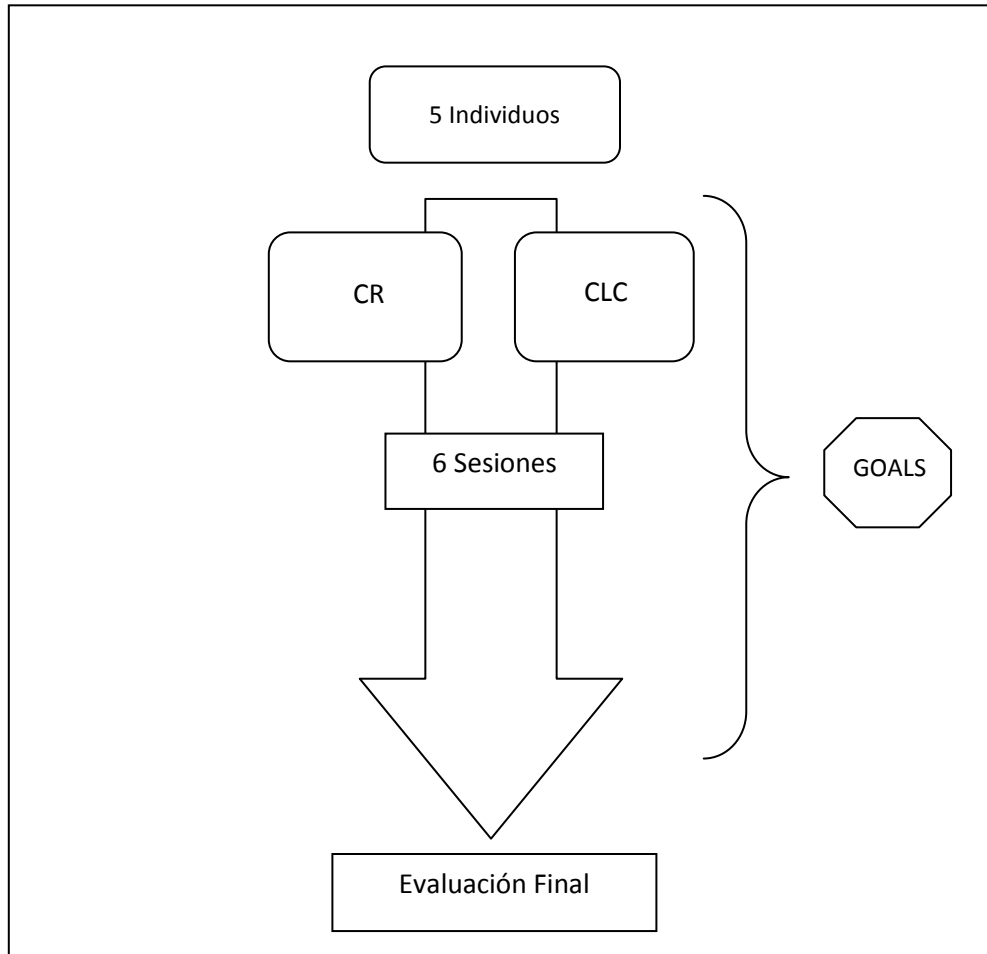 5 Individuos
CR
CLC
6 Sesiones
GOALS
Evaluación Final